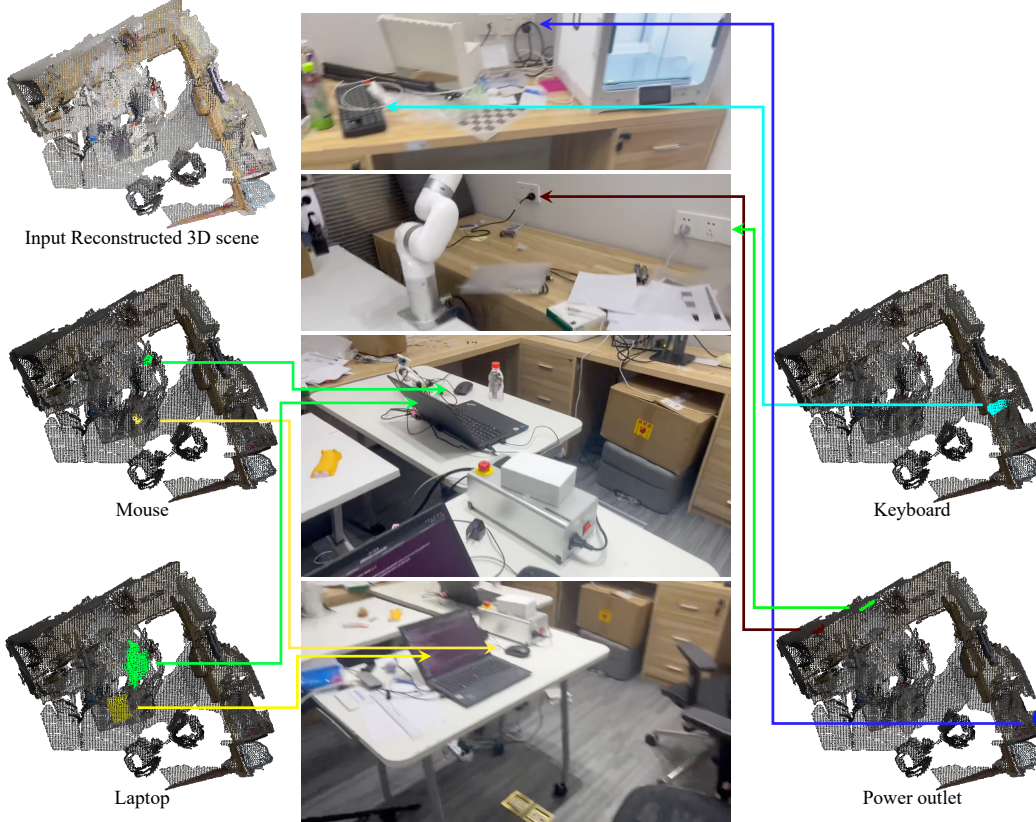 Input Reconstructed 3D scene
Mouse
Keyboard
Laptop
Power outlet